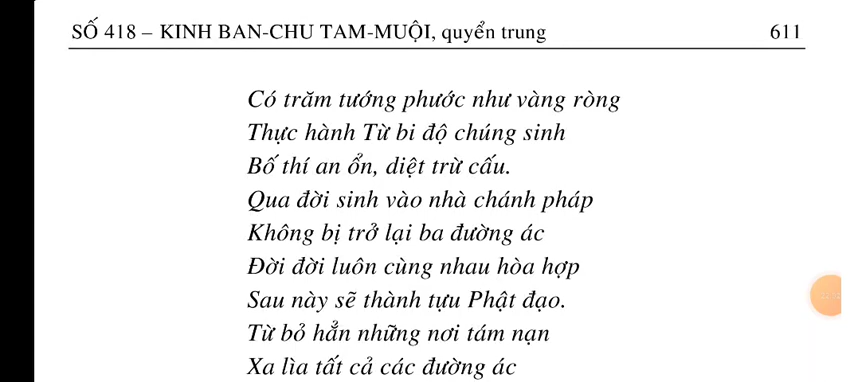 SỐ 418 – KINH BAN-CHU TAM-MUỘI, quyển trung 611
Có trăm tướng phước như vàng ròng
Thực hành Từ bi độ chúng sinh
Bố thí an ổn, diệt trừ cấu.
Qua đời sinh vào nhà chánh pháp
Không bị trở lại ba đường ác
Đời đời luôn cùng nhau hòa hợp
Sau này sẽ thành tựu Phật đạo.
Từ bỏ hẳn những nơi tám nạn
Xa lìa tất cả các đường ác